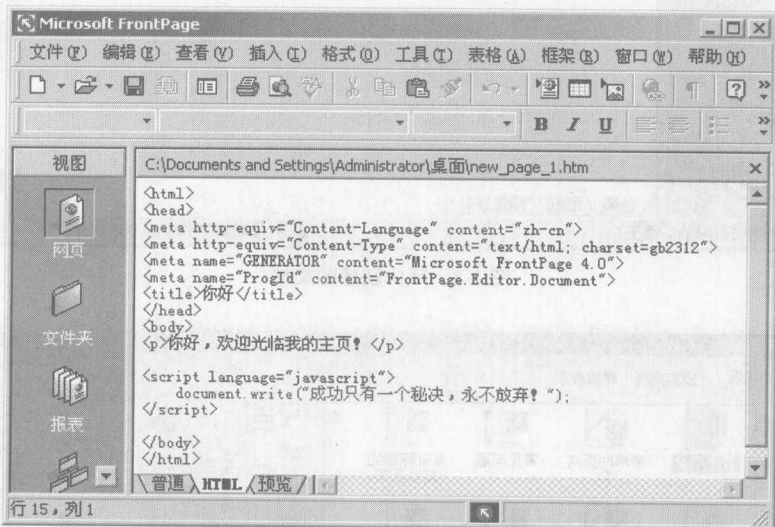 Microsoft FrontPage
文件(F) 编辑(E) 查看(V) 插入(I) 格式(O) 工具(T) 表格(A) 框架(R) 窗口(W) 帮助(H)
B I U
视图
C:\Documents and Settings\Administrator\桌面\new_page_1.htm
网页
文件夹
报表
<html>
<head>
<meta http-equiv="Content-Language" content="zh-cn">
<meta http-equiv="Content-Type" content="text/html; charset=gb2312">
<meta name="GENERATOR" content="Microsoft FrontPage 4.0">
<meta name="ProgId" content="FrontPage.Editor.Document">
<title>你好</title>
</head>
<body>
<p>你好，欢迎光临我的主页！</p>
<script language="javascript">
document.write("成功只有一个秘决，永不放弃！");
</script>
</body>
</html>
普通 HTML 预览
行 15，列 1